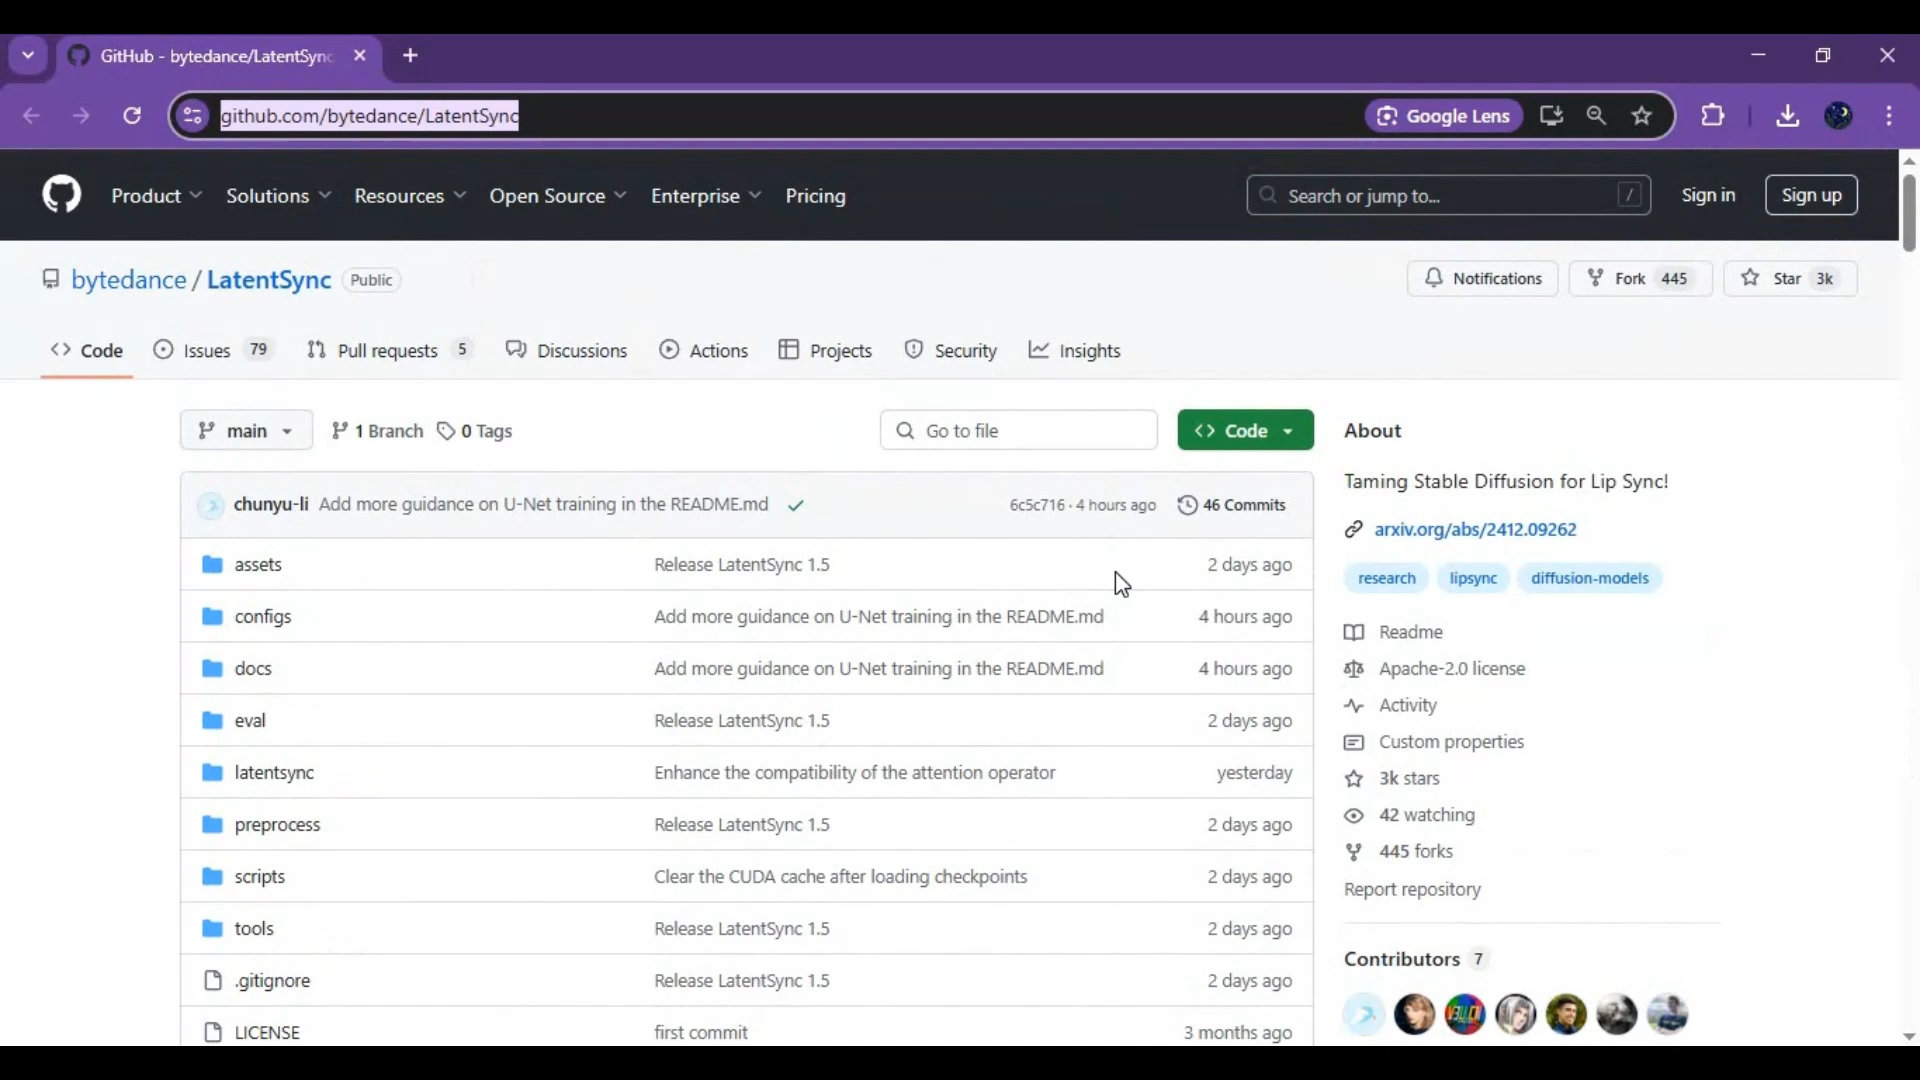 GitHub - bytedance/LatentSync
github.com/bytedance/LatentSync
Google Lens
Product
Solutions
Resources
Open Source
Enterprise
Pricing
Search or jump to...
/
Sign in
Sign up
bytedance / LatentSync Public
Notifications
Fork 445
Star 3k
<> Code
Issues 79
Pull requests 5
Discussions
Actions
Projects
Security
Insights
main
1 Branch
0 Tags
Go to file
<> Code
chunyu-li Add more guidance on U-Net training in the README.md 6c5c716 · 4 hours ago 46 Commits
assets Release LatentSync 1.5 2 days ago
configs Add more guidance on U-Net training in the README.md 4 hours ago
docs Add more guidance on U-Net training in the README.md 4 hours ago
eval Release LatentSync 1.5 2 days ago
latentsync Enhance the compatibility of the attention operator yesterday
preprocess Release LatentSync 1.5 2 days ago
scripts Clear the CUDA cache after loading checkpoints 2 days ago
tools Release LatentSync 1.5 2 days ago
.gitignore Release LatentSync 1.5 2 days ago
LICENSE first commit 3 months ago
About
Taming Stable Diffusion for Lip Sync!
arxiv.org/abs/2412.09262
research lipsync diffusion-models
Readme
Apache-2.0 license
Activity
Custom properties
3k stars
42 watching
445 forks
Report repository
Contributors 7